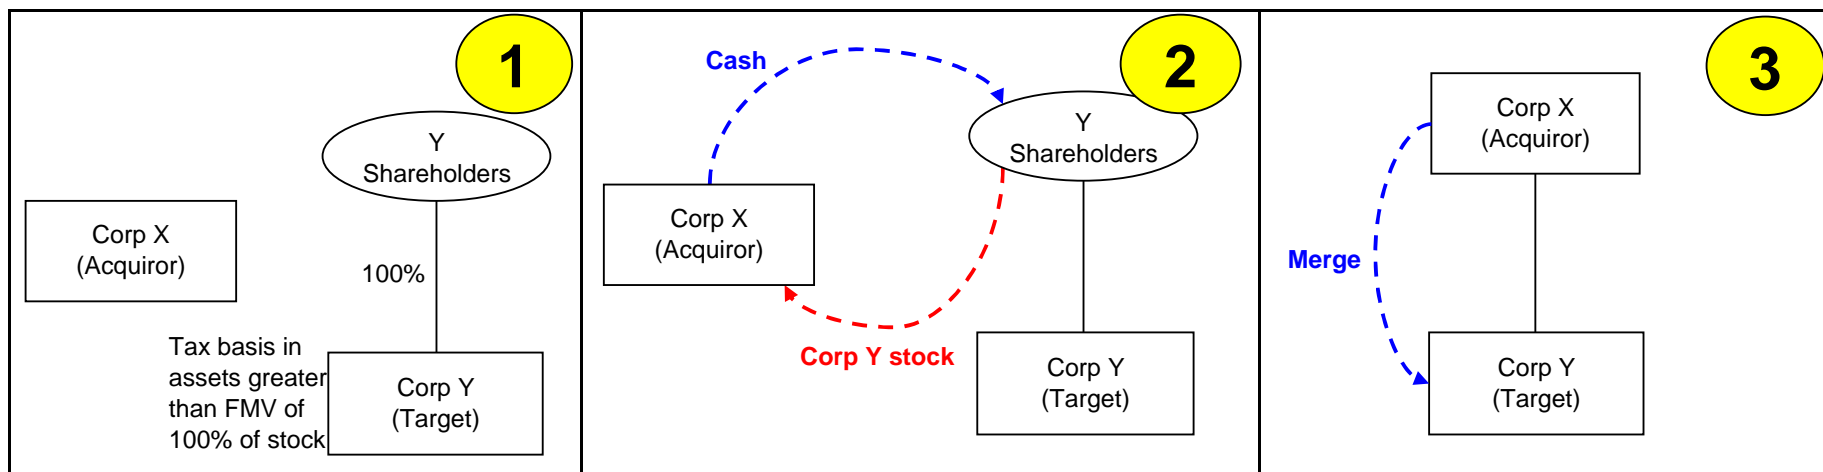 1
Y
Shareholders
Corp X
(Acquiror)
100%
Tax basis in
assets greater
than FMV of
100% of stock
Corp Y
(Target)
2
Cash
Y
Shareholders
Corp X
(Acquiror)
Corp Y stock
Corp Y
(Target)
3
Corp X
(Acquiror)
Merge
Corp Y
(Target)